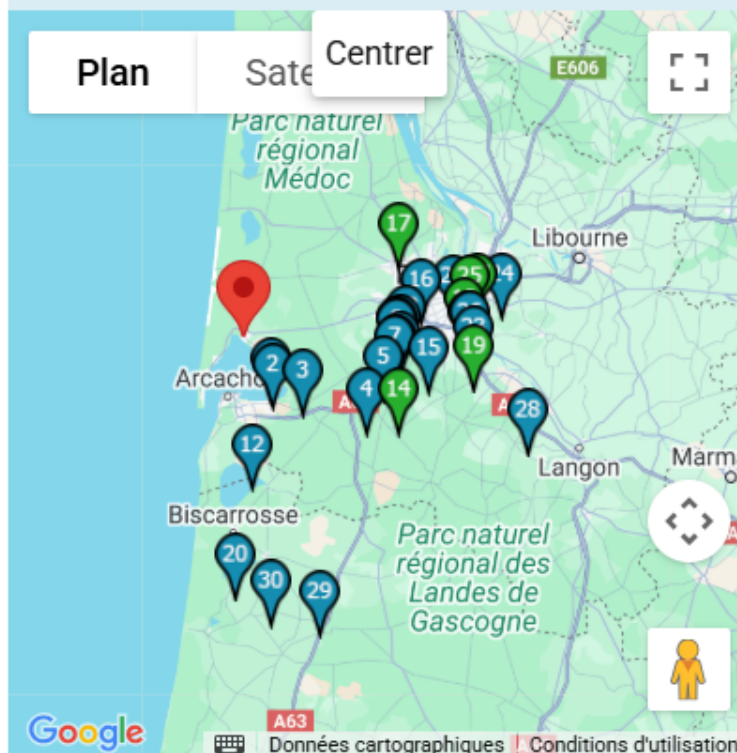 Plan
Centrer
E606
Parc naturel
régional
Médoc
17
Libourne
16
25
24
7
5
15
19
2
3
Arcacho
4
14
28
12
Langon
Marm
Biscarrosse
Parc naturel
régional des
Landes de
Gascogne
20
30
29
A63
Google
Données cartographiques
Conditions d'utilisation